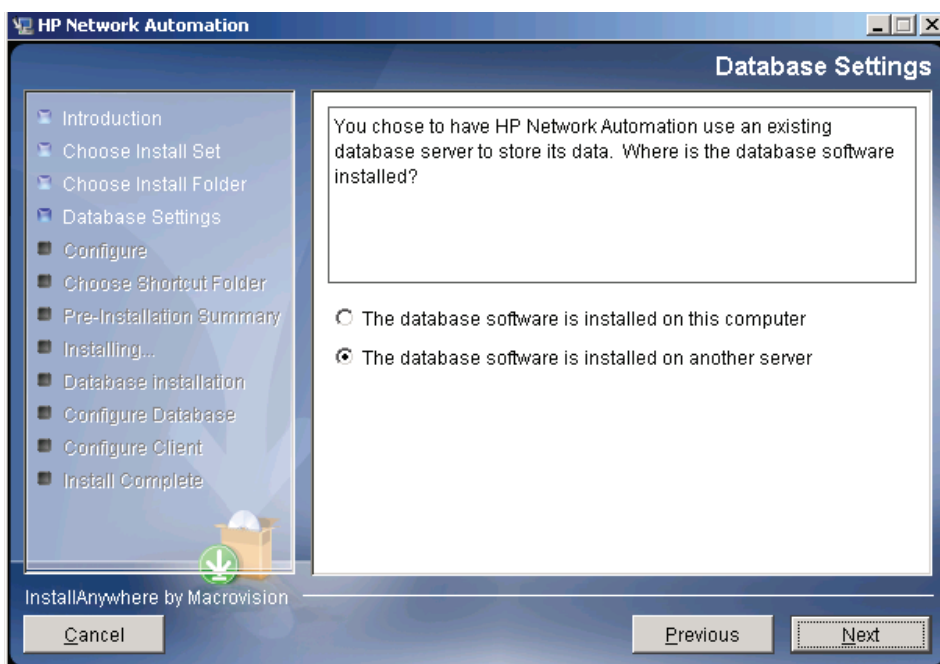 HP Network Automation
Database Settings
Introduction
Choose Install Set
Choose Install Folder
Database Settings
Configure
Choose Shortcut Folder
Pre-Installation Summary
Installing...
Database installation
Configure Database
Configure Client
Install Complete
You chose to have HP Network Automation use an existing
database server to store its data. Where is the database software
installed?
The database software is installed on this computer
The database software is installed on another server
InstallAnywhere by Macrovision
Cancel
Previous
Next